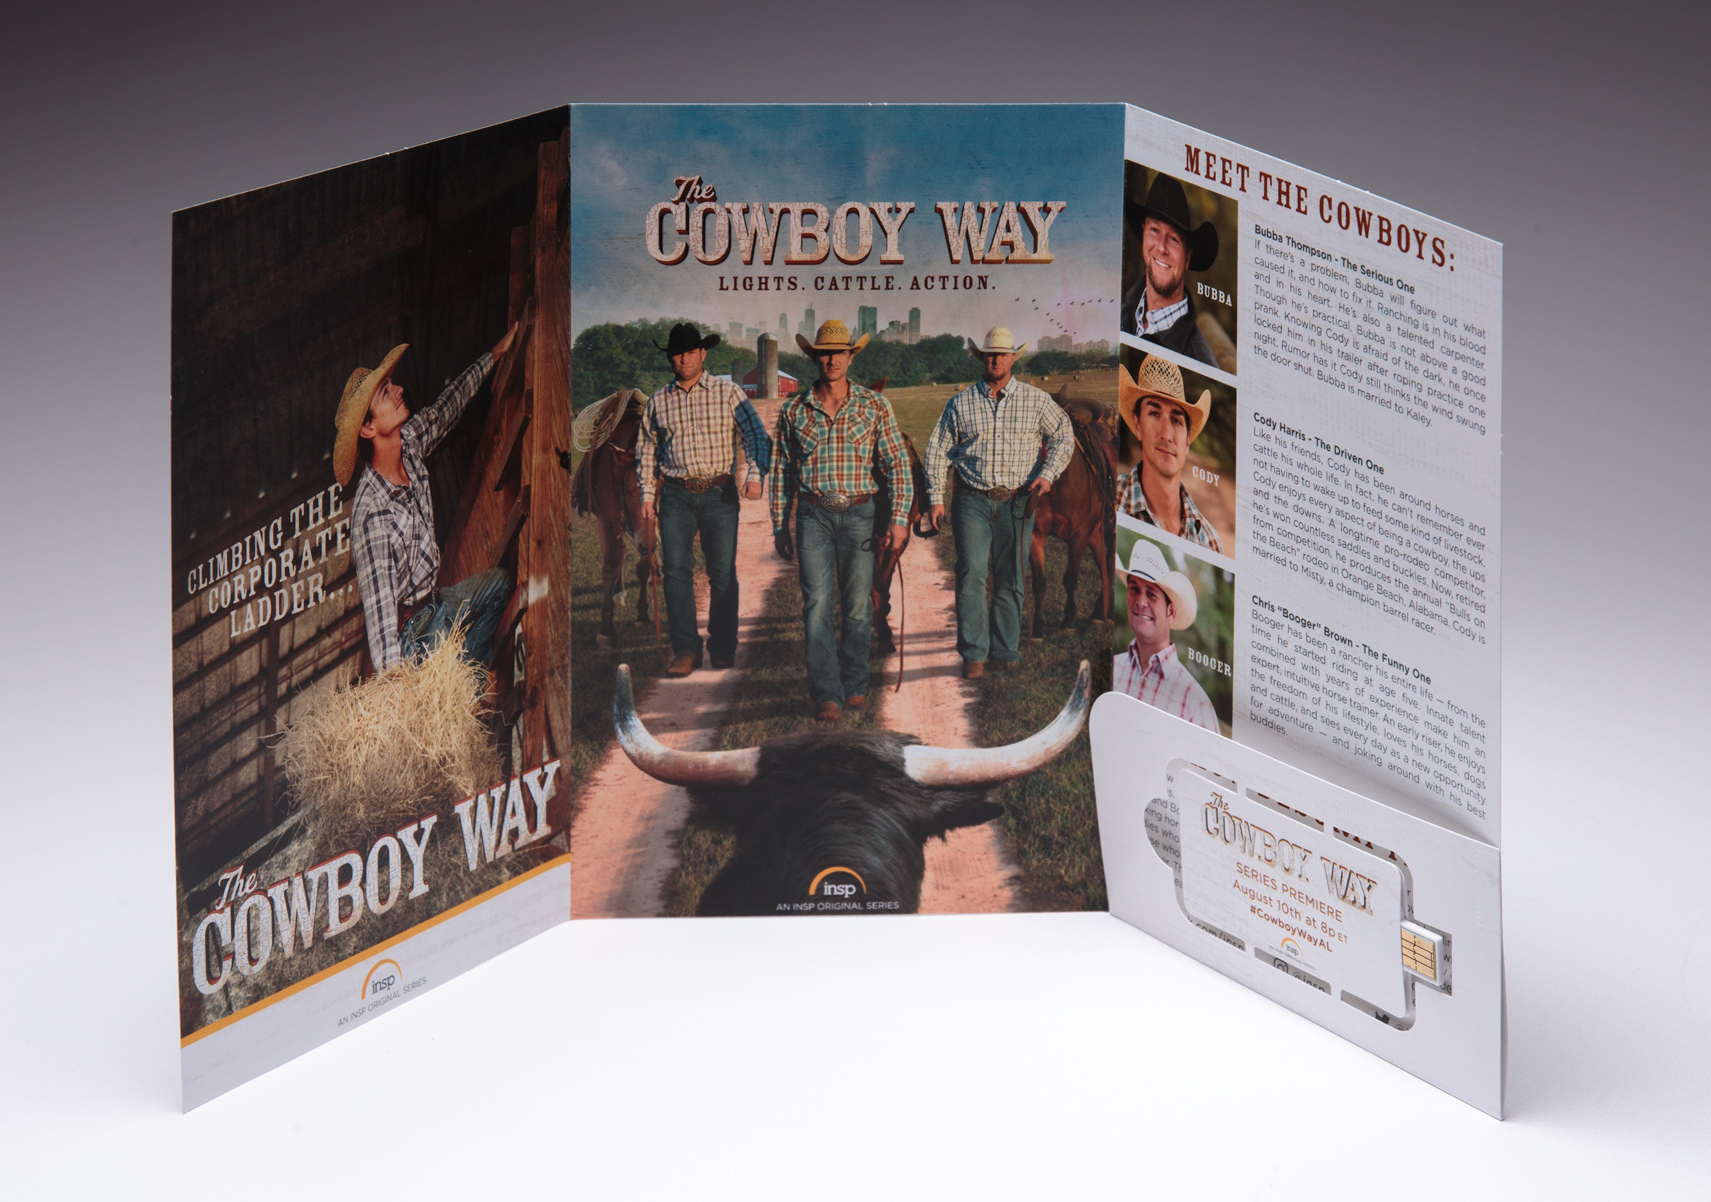 CLIMBING THE
CORPORATE
LADDER...
The
COWBOY WAY
insp
AN INSP ORIGINAL SERIES
The
COWBOY WAY
LIGHTS. CATTLE. ACTION.
insp
AN INSP ORIGINAL SERIES
MEET THE COWBOYS:
BUBBA
Bubba Thompson - The Serious One
If there's a problem, Bubba will figure out what
caused it, and how to fix it. Ranching is in his blood
and in his heart. He's also a talented carpenter.
Though he's practical, Bubba is not above a good
prank. Knowing Cody is afraid of the dark, he once
locked him in his trailer after roping practice one
night. Rumor has it Cody still thinks the wind swung
the door shut. Bubba is married to Kaley.
CODY
Cody Harris - The Driven One
Like his friends, Cody has been around horses and
cattle his whole life. In fact, he can't remember ever
not having to wake up to feed some kind of livestock.
Cody enjoys every aspect of being a cowboy, the ups
and the downs. A longtime pro-rodeo competitor,
he's won countless saddles and buckles. Now, retired
from competition, he produces the annual "Bulls on
the Beach" rodeo in Orange Beach, Alabama. Cody is
married to Misty, a champion barrel racer.
BOOGER
Chris "Booger" Brown - The Funny One
Booger has been a rancher his entire life — from the
time he started riding at age five. Innate talent
combined with years of experience make him an
expert, intuitive horse trainer. An early riser, he enjoys
the freedom of his lifestyle, loves his horses, dogs
and cattle, and sees every day as a new opportunity
for adventure — and joking around with his best
buddies.
The
COWBOY WAY
SERIES PREMIERE
August 10th at 8p ET
#CowboyWayAL
insp
.com/insp
@insp